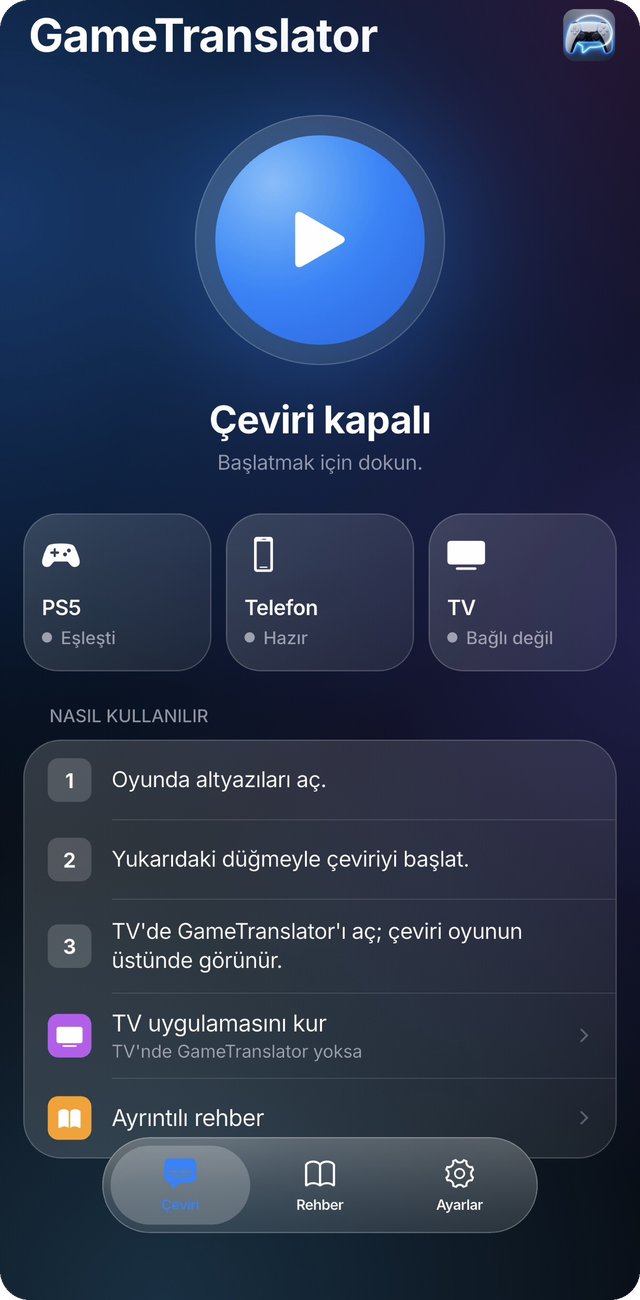 GameTranslator
Çeviri kapalı
Başlatmak için dokun.
PS5
Eşleşti
Telefon
Hazır
TV
Bağlı değil
NASIL KULLANILIR
1
Oyunda altyazıları aç.
2
Yukarıdaki düğmeyle çeviriyi başlat.
3
TV'de GameTranslator'ı aç; çeviri oyunun
üstünde görünür.
TV uygulamasını kur
TV'nde GameTranslator yoksa
Ayrıntılı rehber
Çeviri
Rehber
Ayarlar